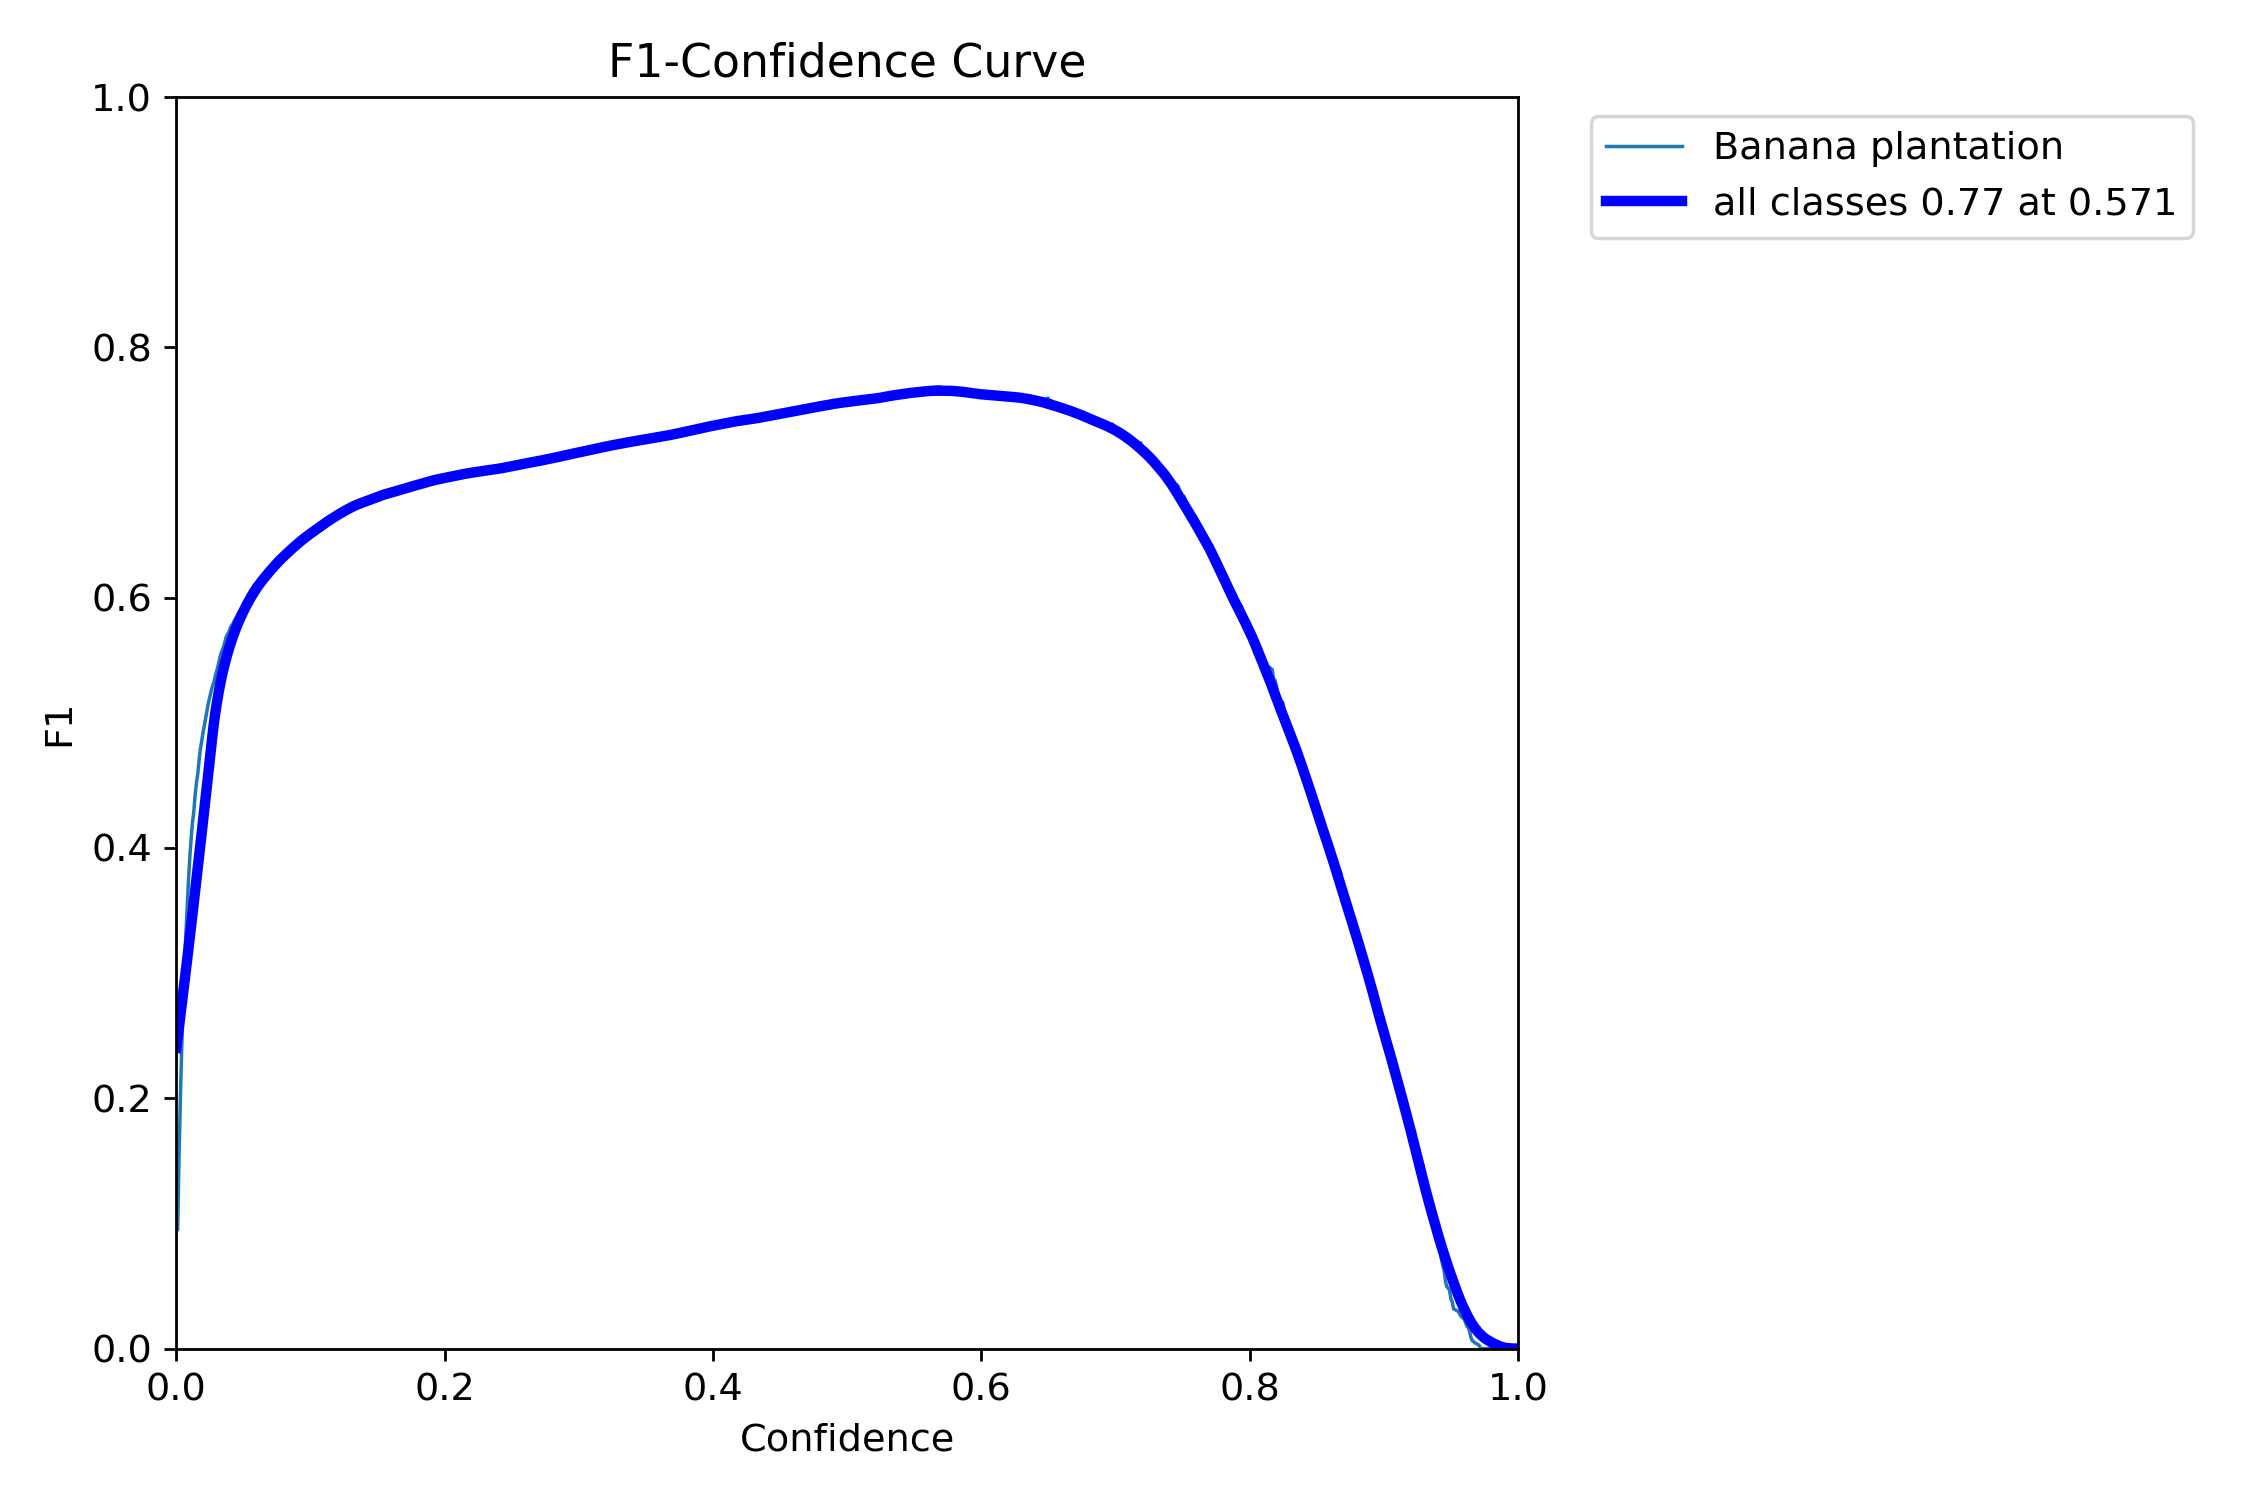 F1-Confidence Curve
1.0
0.8
0.6
0.4
0.2
0.0
F1
0.0 0.2 0.4 0.6 0.8 1.0
Confidence
Banana plantation
all classes 0.77 at 0.571